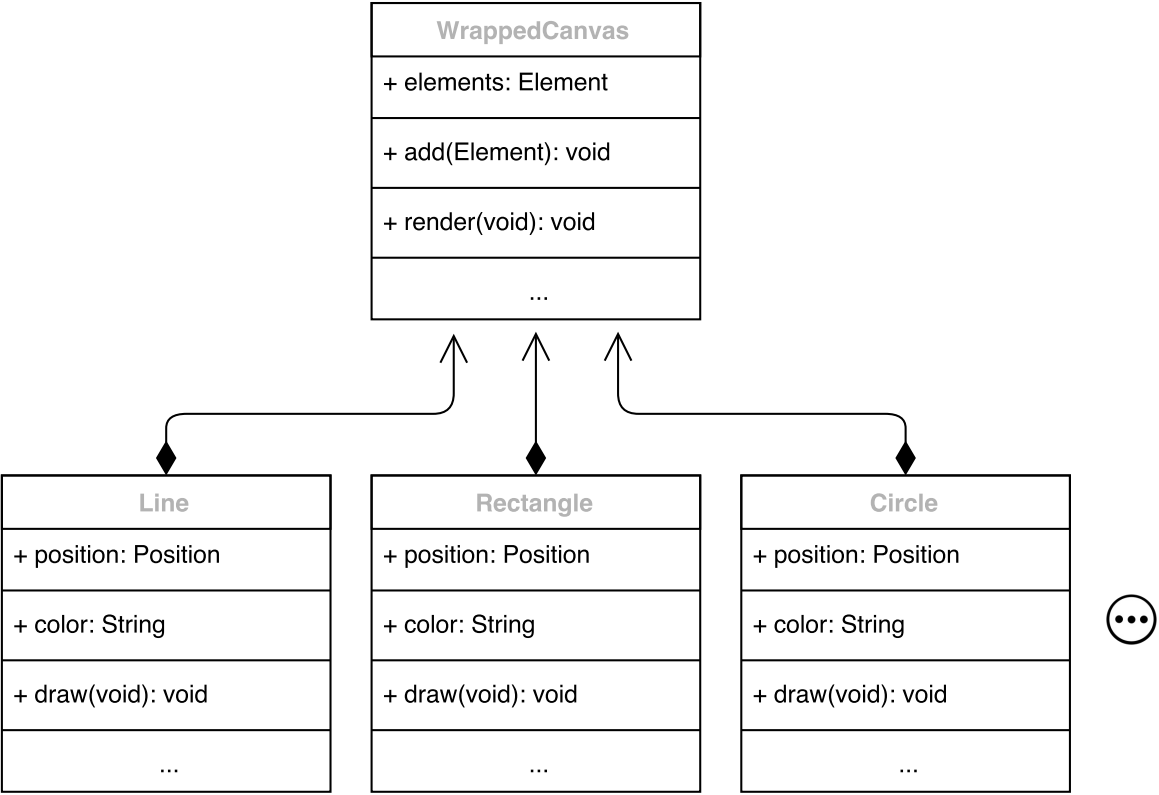 WrappedCanvas
+ elements: Element
+ add(Element): void
+ render(void): void
...
Line
+ position: Position
+ color: String
+ draw(void): void
...
Rectangle
+ position: Position
+ color: String
+ draw(void): void
...
Circle
+ position: Position
+ color: String
+ draw(void): void
...